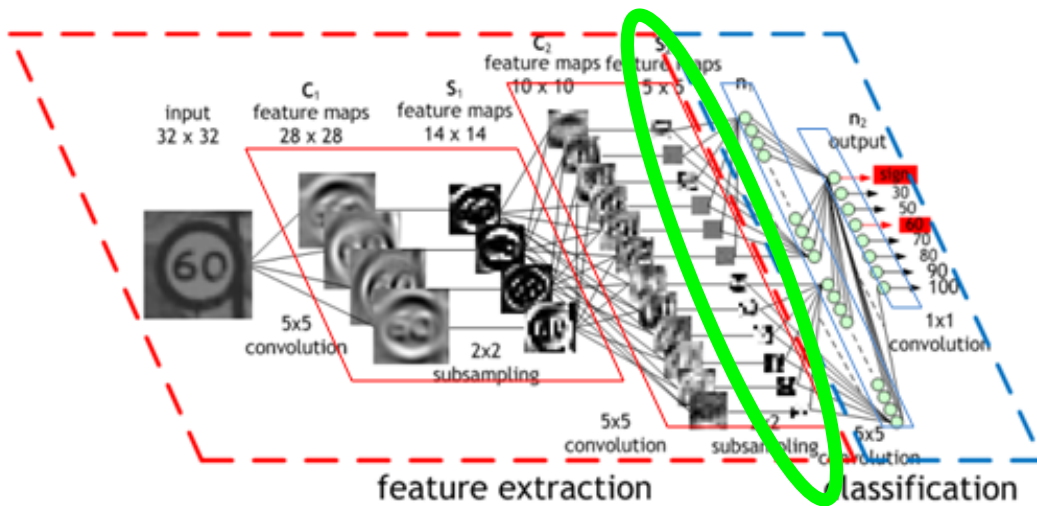 C₁
feature maps
28 x 28
S₁
feature maps
14 x 14
C₂
feature maps
10 x 10
feature maps
5 x 5
input
32 x 32
60
n₁
n₂
output
sign
30
50
60
70
80
90
100
5x5
convolution
2x2
subsampling
5x5
convolution
subsampling
convolution
1x1
convolution
feature extraction